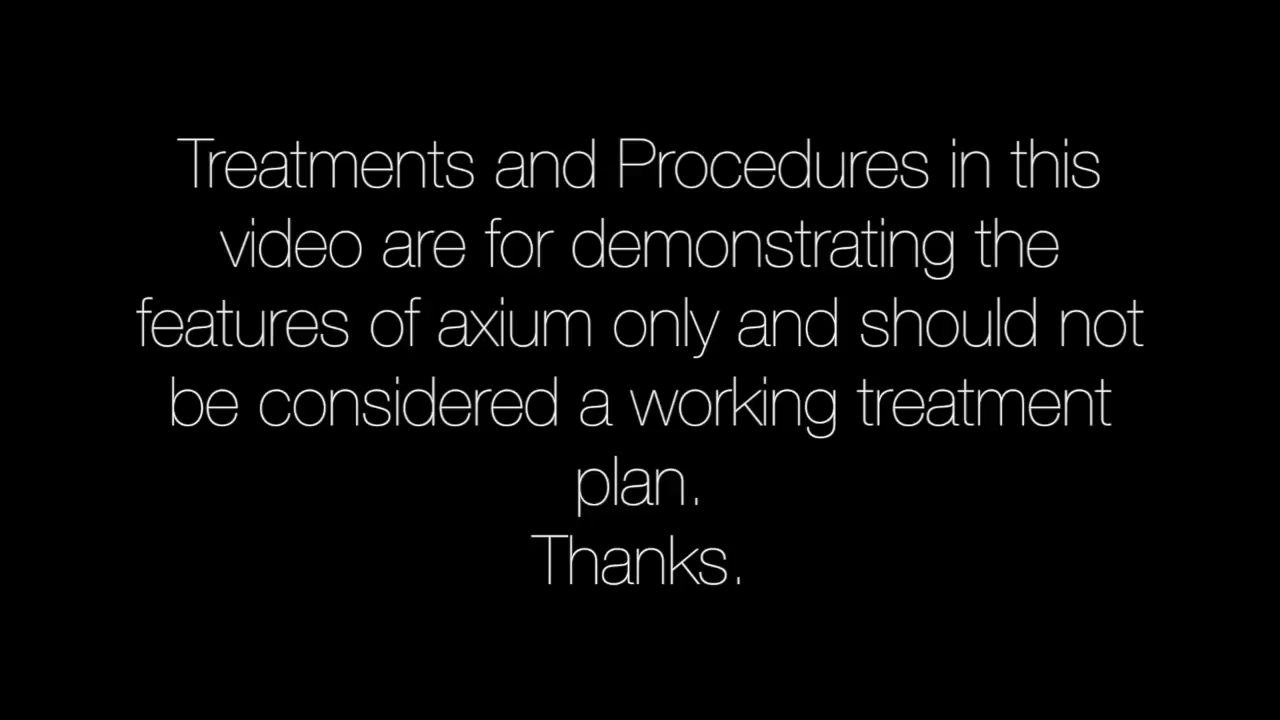 Treatments and Procedures in this
video are for demonstrating the
features of axium only and should not
be considered a working treatment
plan.
Thanks.